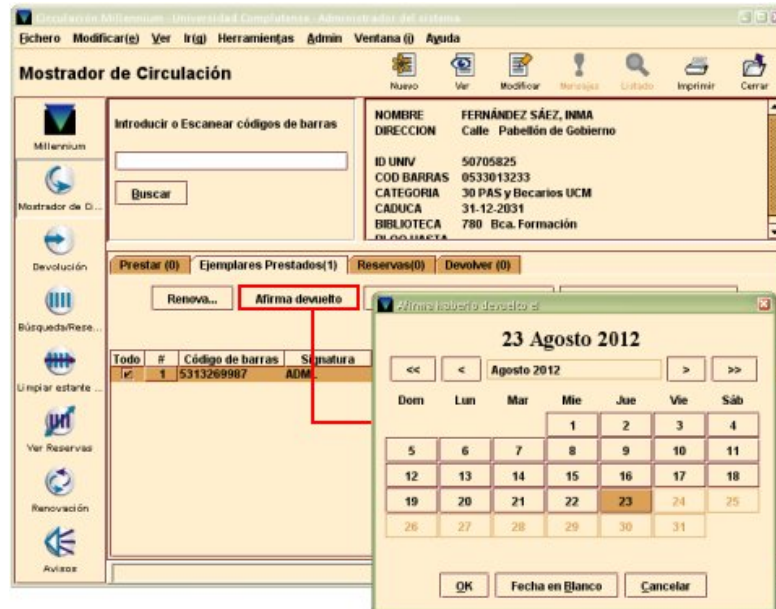 Circulación Millennium - Universidad Complutense - Administrador del sistema
Fichero Modificar(e) Ver Ir(g) Herramientas Admin Ventana (i) Ayuda
Mostrador de Circulación
Nuevo Ver Modificar Mensajes Listado Imprimir Cerrar
Millennium
Mostrador de Ci...
Devolución
Búsqueda/Rese...
Limpiar estante ...
Ver Reservas
Renovación
Avisos
Introducir o Escanear códigos de barras
Buscar
NOMBRE FERNÁNDEZ SÁEZ, INMA
DIRECCION Calle Pabellón de Gobierno
ID UNIV 50705825
COD BARRAS 0533013233
CATEGORIA 30 PAS y Becarios UCM
CADUCA 31-12-2031
BIBLIOTECA 780 Bca. Formación
BLOQ HASTA
Prestar (0) Ejemplares Prestados(1) Reservas(0) Devolver (0)
Renova... Afirma devuelto
Todo # Código de barras Signatura
1 5313269987 ADM.
Afirma haberlo devuelto el
23 Agosto 2012
<< < Agosto 2012 > >>
Dom Lun Mar Mie Jue Vie Sáb
1 2 3 4
5 6 7 8 9 10 11
12 13 14 15 16 17 18
19 20 21 22 23 24 25
26 27 28 29 30 31
OK Fecha en Blanco Cancelar